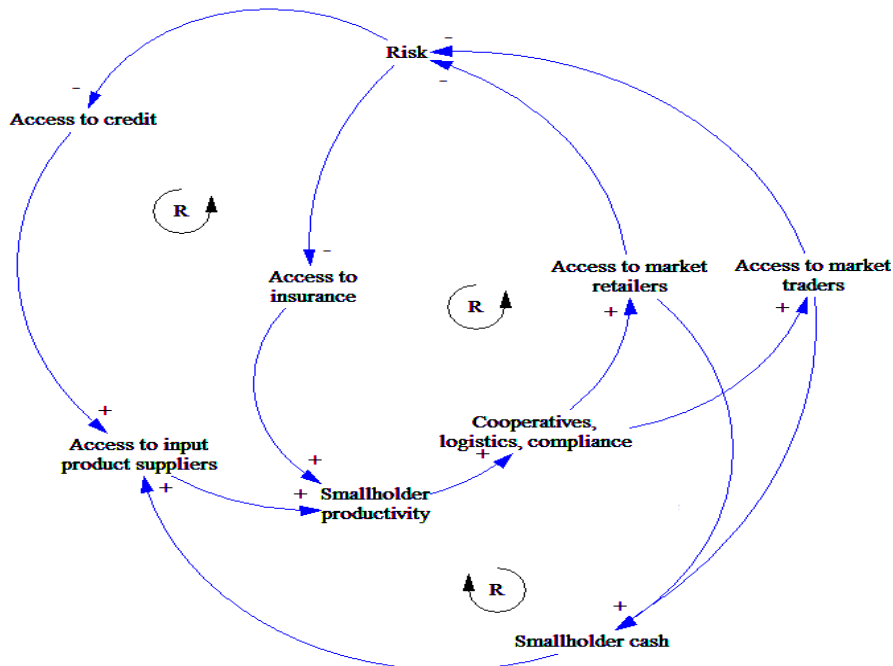 Risk
-
-
-
Access to credit
R
-
Access to
insurance
Access to market
retailers
Access to market
traders
R
+
+
+
Access to input
product suppliers
+
Cooperatives,
logistics, compliance
+
+
+
Smallholder
productivity
+
R
+
Smallholder cash